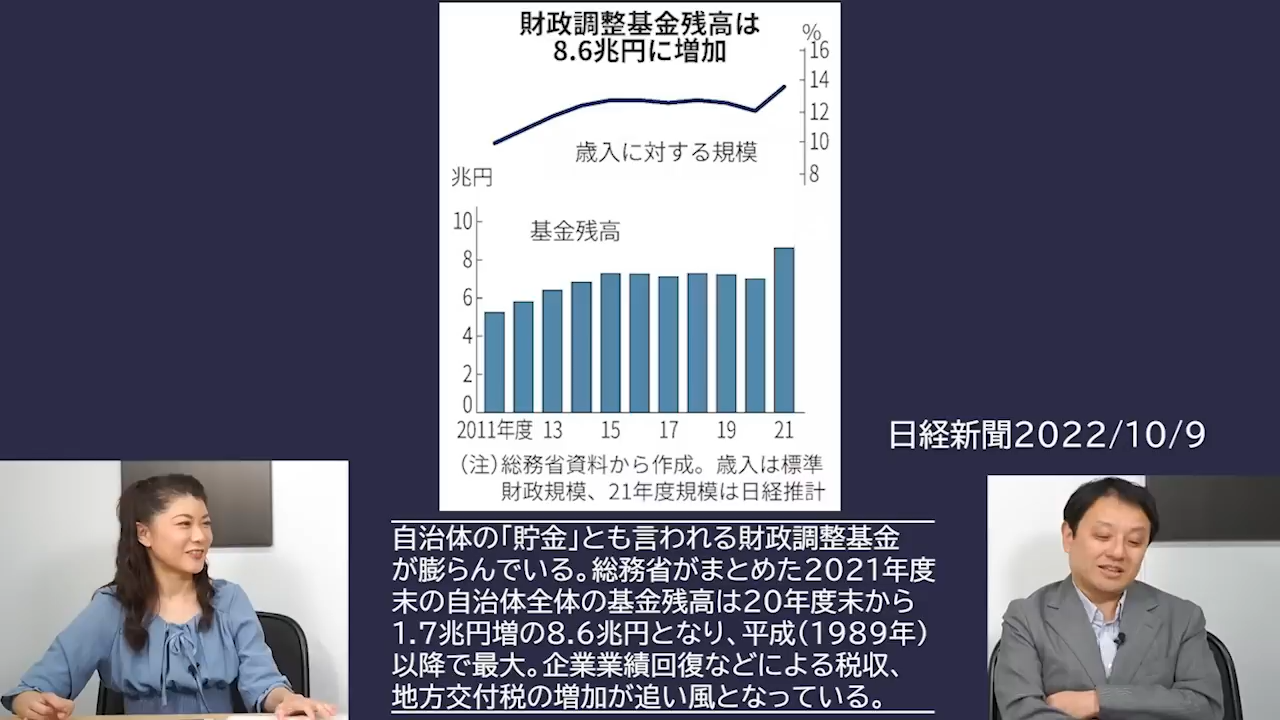 財政調整基金残高は
8.6兆円に増加
%
16
14
12
10
8
歳入に対する規模
兆円
10
8
6
4
2
0
基金残高
2011年度 13 15 17 19 21
（注）総務省資料から作成。歳入は標準
財政規模、21年度規模は日経推計
日経新聞2022/10/9
自治体の「貯金」とも言われる財政調整基金
が膨らんでいる。総務省がまとめた2021年度
末の自治体全体の基金残高は20年度末から
1.7兆円増の8.6兆円となり、平成（1989年）
以降で最大。企業業績回復などによる税収、
地方交付税の増加が追い風となっている。